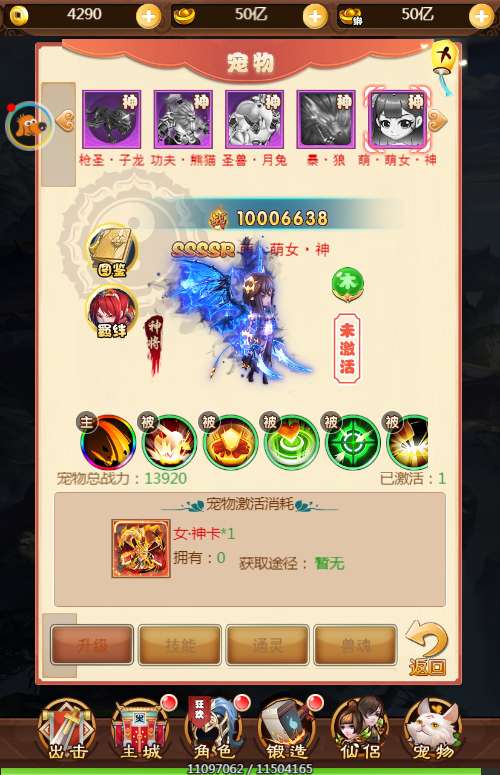 4290 50亿 50亿
绑
宠物
神 神 神 神 神
枪圣·子龙 功夫·熊猫 圣兽·月兔 暴·狼 萌·萌女·神
10006638
SSSSR 萌女·神
图鉴
木
羁绊
神将
未激活
主 被 被 被 被 被
宠物总战力：13920 已激活：1
宠物激活消耗
女·神卡*1
拥有：0 获取途径： 暂无
升级 技能 通灵 兽魂 返回
狂欢
出击 主城 角色 锻造 仙侣 宠物
11097062 / 11504165